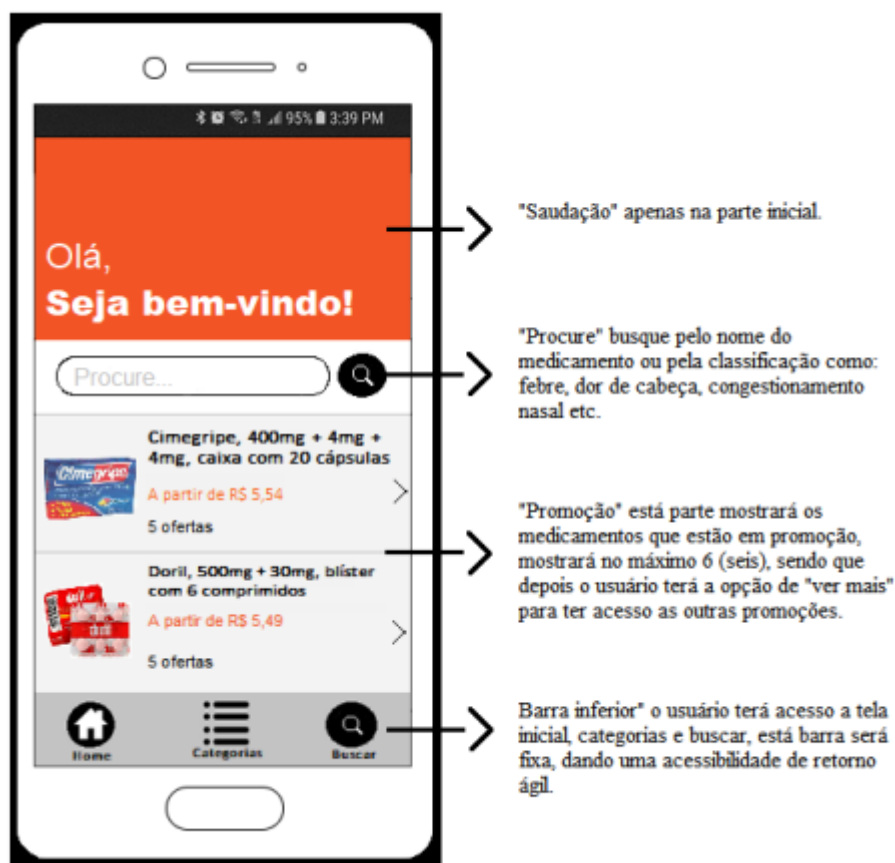 95% 3:39 PM
Olá,
Seja bem-vindo!
Procure...
Cimegripe
Cimegripe, 400mg + 4mg +
4mg, caixa com 20 cápsulas
A partir de R$ 5,54
5 ofertas
Doril, 500mg + 30mg, blíster
com 6 comprimidos
A partir de R$ 5,49
5 ofertas
Home
Categorias
Buscar
"Saudação" apenas na parte inicial.
"Procure" busque pelo nome do
medicamento ou pela classificação como:
febre, dor de cabeça, congestionamento
nasal etc.
"Promoção" está parte mostrará os
medicamentos que estão em promoção,
mostrará no máximo 6 (seis), sendo que
depois o usuário terá a opção de "ver mais"
para ter acesso as outras promoções.
Barra inferior" o usuário terá acesso a tela
inicial, categorias e buscar, está barra será
fixa, dando uma acessibilidade de retorno
ágil.